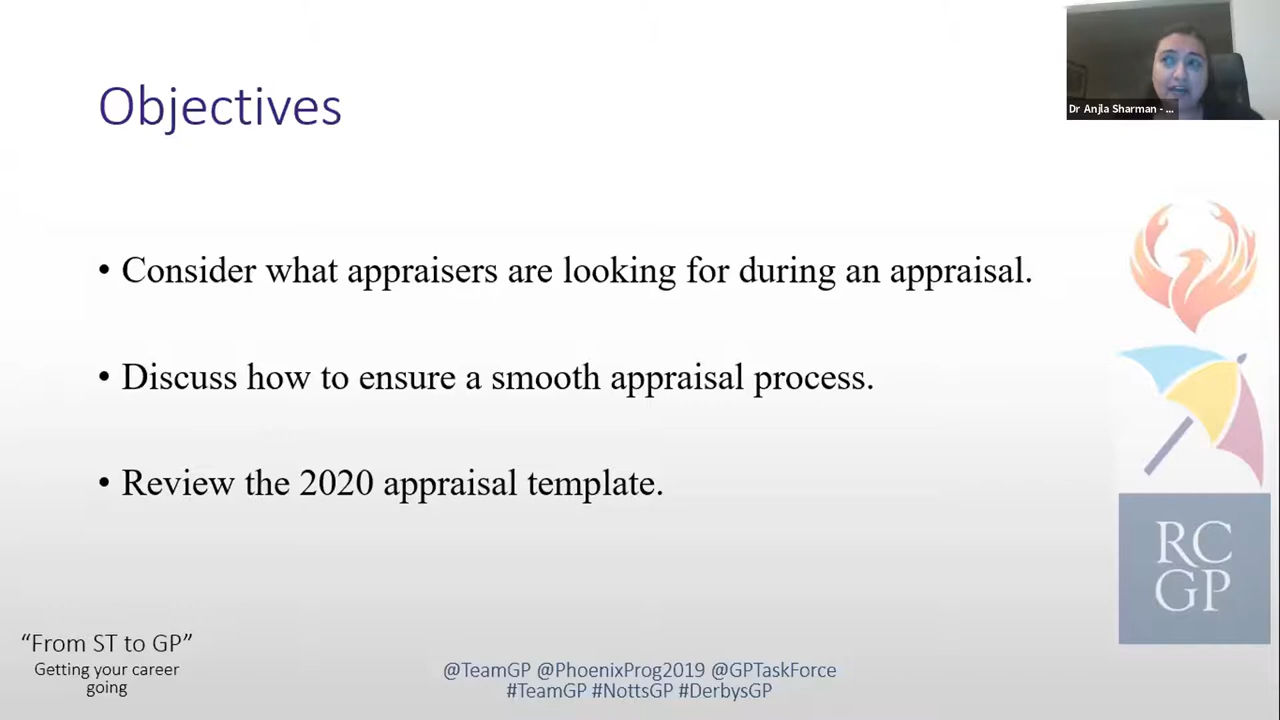 Objectives
Dr Anjla Sharman - ...
• Consider what appraisers are looking for during an appraisal.
• Discuss how to ensure a smooth appraisal process.
• Review the 2020 appraisal template.
RC
GP
“From ST to GP”
Getting your career
going
@TeamGP @PhoenixProg2019 @GPTaskForce
#TeamGP #NottsGP #DerbysGP